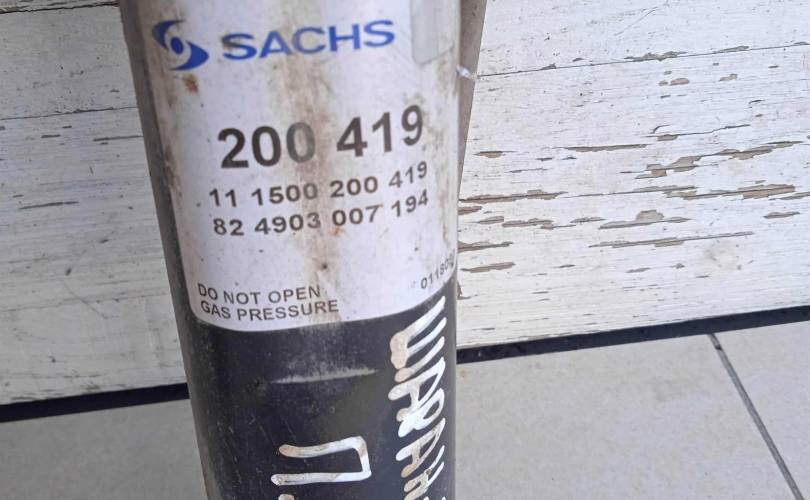 SACHS
200 419
11 1500 200 419
82 4903 007 194
DO NOT OPEN
GAS PRESSURE